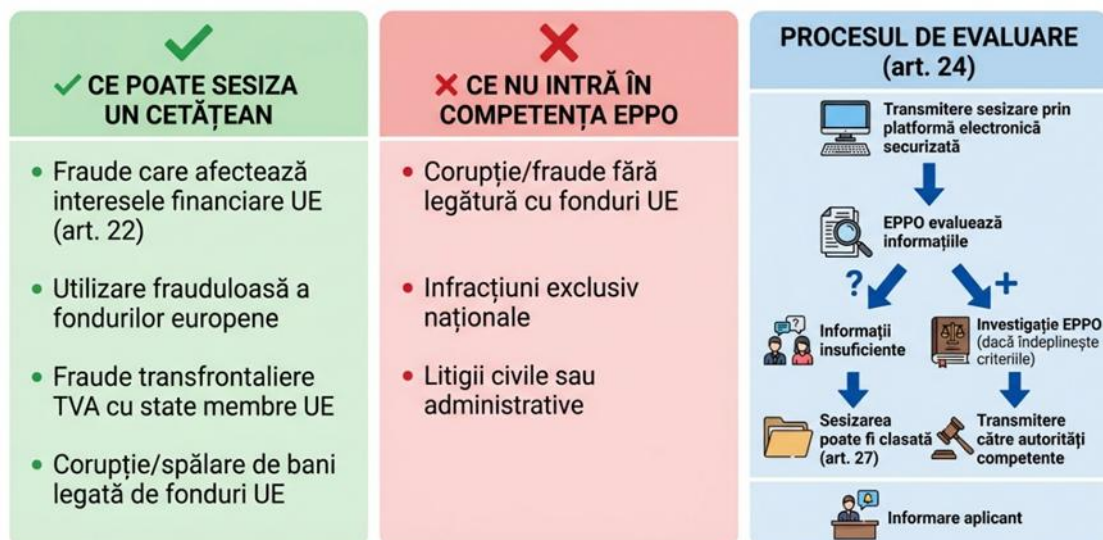 CE POATE SESIZA
UN CETĂȚEAN
Fraude care afectează
interesele financiare UE
(art. 22)
Utilizare frauduloasă a
fondurilor europene
Fraude transfrontaliere
TVA cu state membre UE
Corupție/spălare de bani
legată de fonduri UE
CE NU INTRĂ ÎN
COMPETENȚA EPPO
Corupție/fraude fără
legătură cu fonduri UE
Infracțiuni exclusiv
naționale
Litigii civile sau
administrative
PROCESUL DE EVALUARE
(art. 24)
Transmitere sesizare prin
platformă electronică
securizată
EPPO evaluează
informațiile
?
+
Informații
insuficiente
Investigație EPPO
(dacă îndeplinește
criteriile)
Sesizarea
poate fi clasată
(art. 27)
Transmitere
către autorități
competente
Informare aplicant